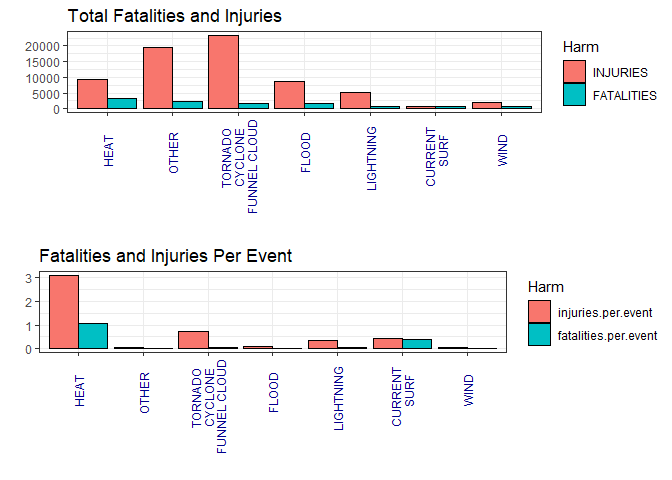 Total Fatalities and Injuries
20000
15000
10000
5000
0
HEAT
OTHER
TORNADO
CYCLONE
FUNNEL CLOUD
FLOOD
LIGHTNING
CURRENT
SURF
WIND
Harm
INJURIES
FATALITIES
Fatalities and Injuries Per Event
3
2
1
0
HEAT
OTHER
TORNADO
CYCLONE
FUNNEL CLOUD
FLOOD
LIGHTNING
CURRENT
SURF
WIND
Harm
injuries.per.event
fatalities.per.event